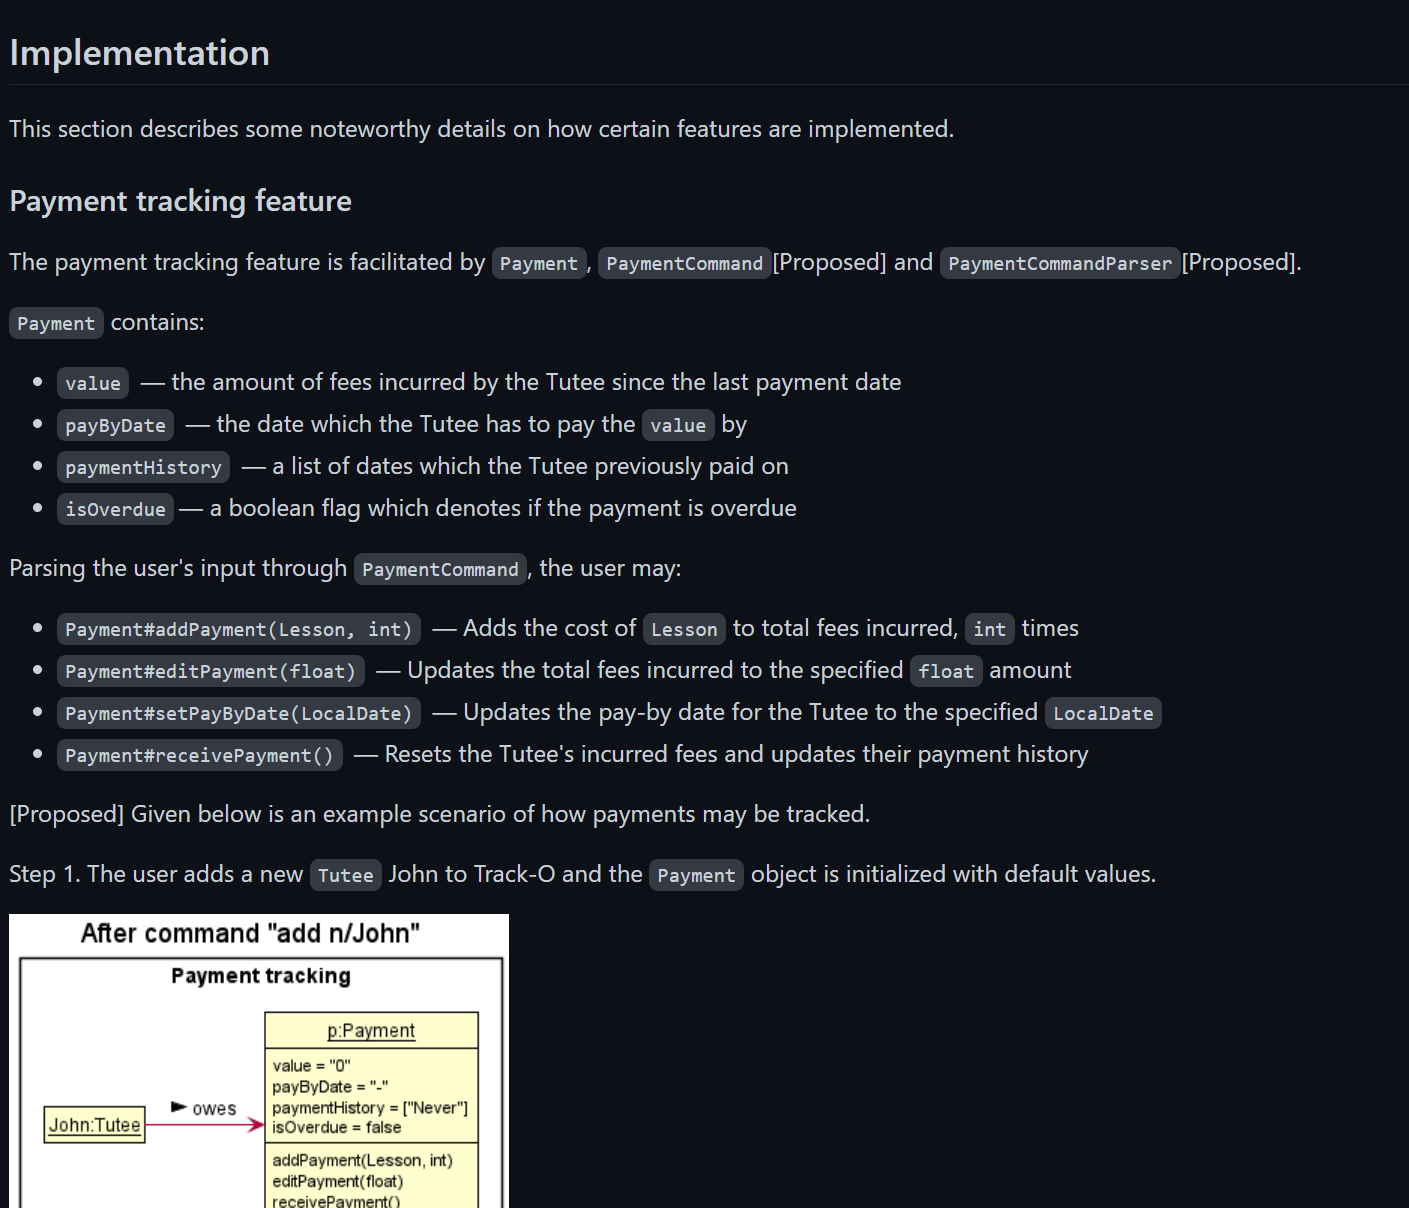 Implementation
This section describes some noteworthy details on how certain features are implemented.
Payment tracking feature
The payment tracking feature is facilitated by Payment, PaymentCommand[Proposed] and PaymentCommandParser[Proposed].
Payment contains:
value — the amount of fees incurred by the Tutee since the last payment date
payByDate — the date which the Tutee has to pay the value by
paymentHistory — a list of dates which the Tutee previously paid on
isOverdue — a boolean flag which denotes if the payment is overdue
Parsing the user's input through PaymentCommand, the user may:
Payment#addPayment(Lesson, int) — Adds the cost of Lesson to total fees incurred, int times
Payment#editPayment(float) — Updates the total fees incurred to the specified float amount
Payment#setPayByDate(LocalDate) — Updates the pay-by date for the Tutee to the specified LocalDate
Payment#receivePayment() — Resets the Tutee's incurred fees and updates their payment history
[Proposed] Given below is an example scenario of how payments may be tracked.
Step 1. The user adds a new Tutee John to Track-O and the Payment object is initialized with default values.
After command "add n/John"
Payment tracking
p:Payment
value = "0"
payByDate = "-"
paymentHistory = ["Never"]
isOverdue = false
owes
John:Tutee
addPayment(Lesson, int)
editPayment(float)
receivePayment()